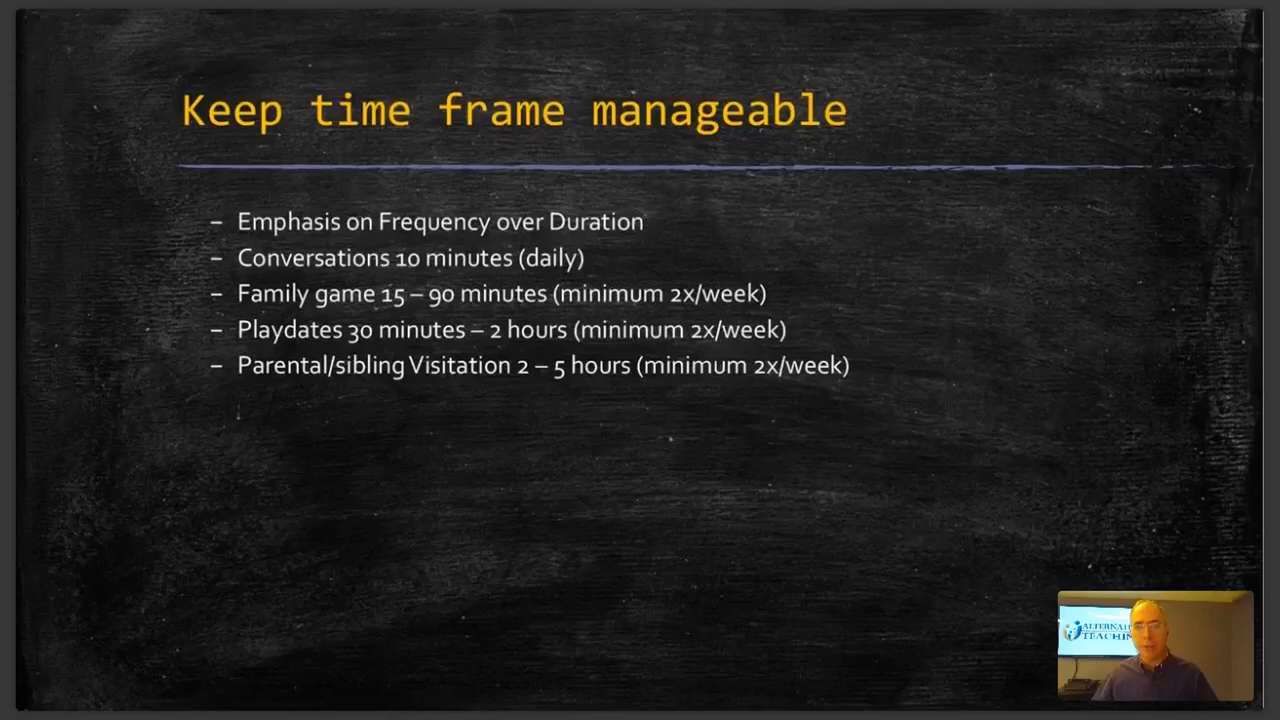 Keep time frame manageable
– Emphasis on Frequency over Duration
– Conversations 10 minutes (daily)
– Family game 15 – 90 minutes (minimum 2x/week)
– Playdates 30 minutes – 2 hours (minimum 2x/week)
– Parental/sibling Visitation 2 – 5 hours (minimum 2x/week)
ALTERNA
TEACHIN